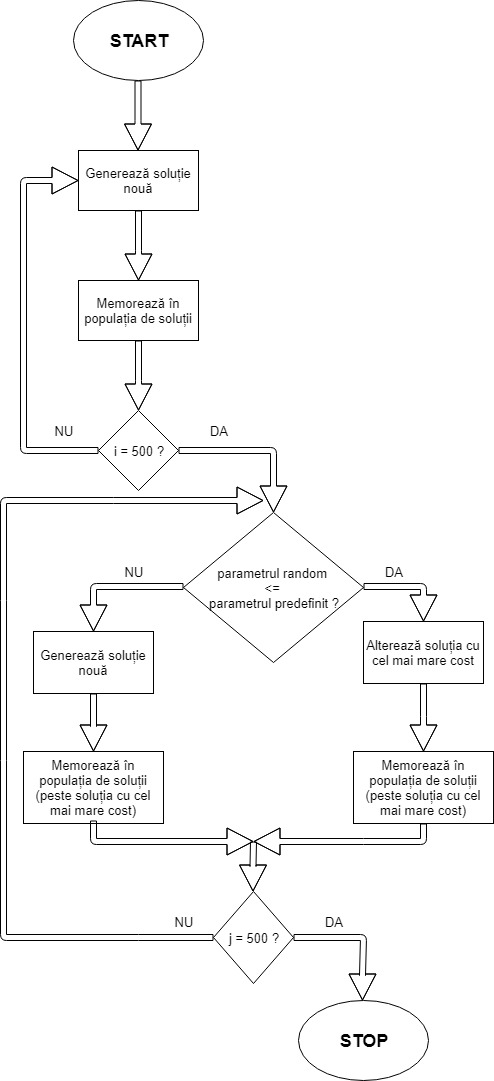 START
Generează soluție
nouă
Memorează în
populația de soluții
NU
DA
i = 500 ?
parametrul random
<=
parametrul predefinit ?
NU
DA
Generează soluție
nouă
Alterează soluția cu
cel mai mare cost
Memorează în
populația de soluții
(peste soluția cu cel
mai mare cost)
Memorează în
populația de soluții
(peste soluția cu cel
mai mare cost)
NU
DA
j = 500 ?
STOP